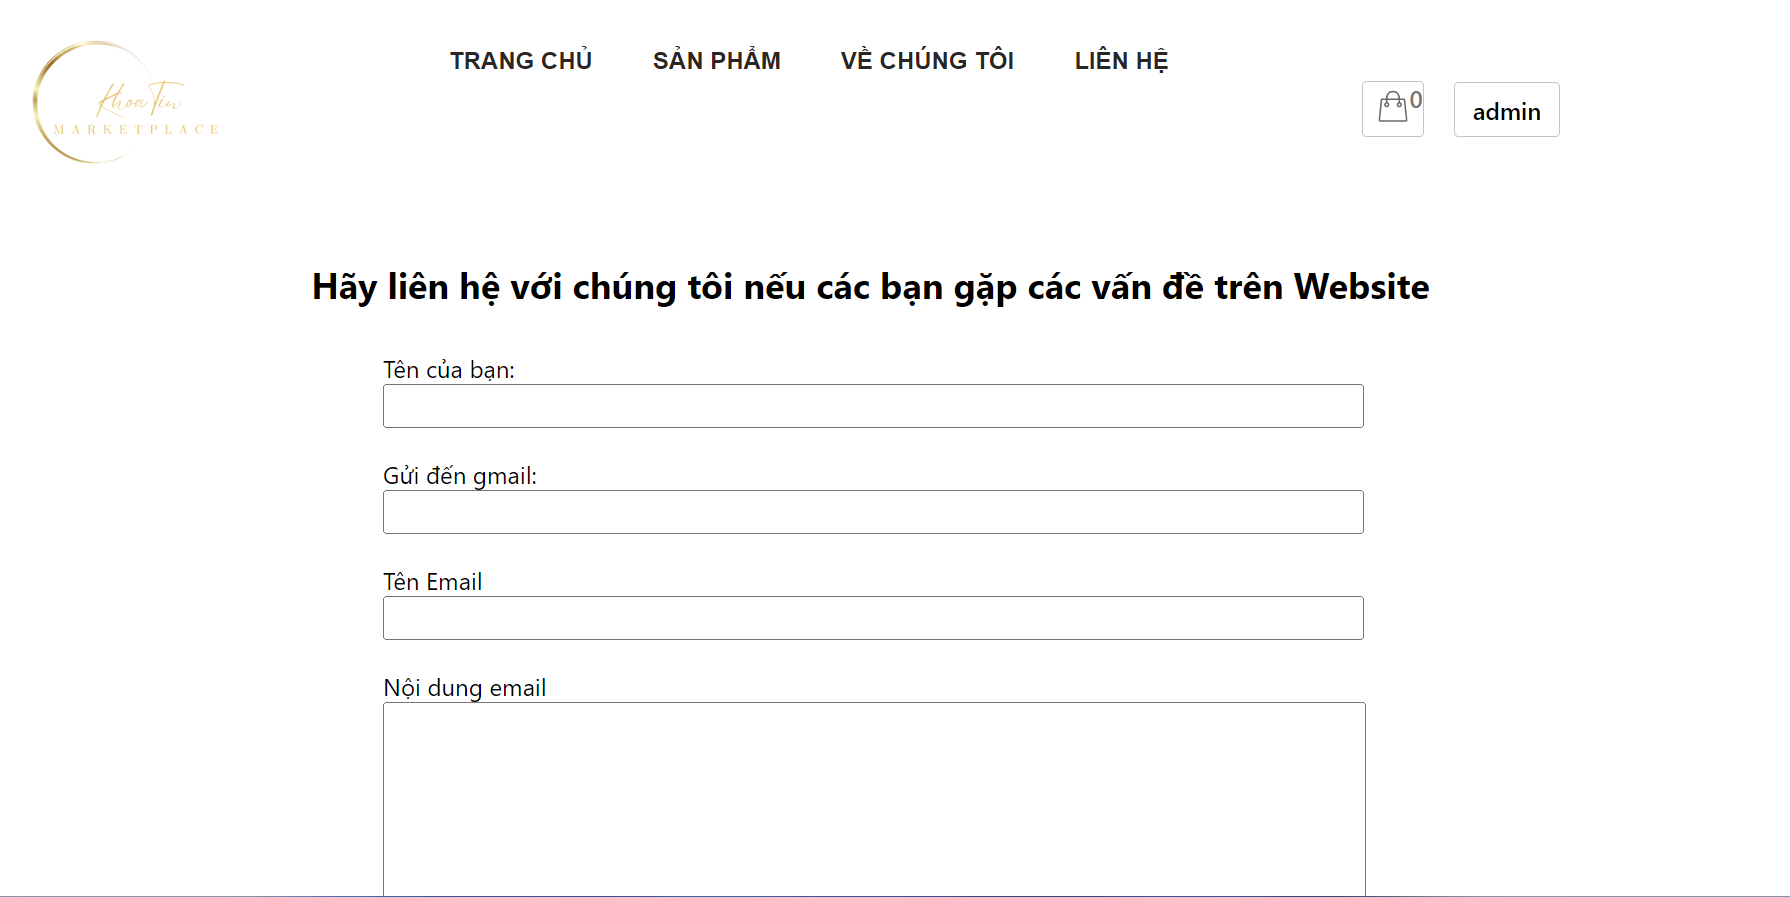 TRANG CHỦ SẢN PHẨM VỀ CHÚNG TÔI LIÊN HỆ
Khoa Tin
MARKETPLACE
0 admin
Hãy liên hệ với chúng tôi nếu các bạn gặp các vấn đề trên Website
Tên của bạn:
Gửi đến gmail:
Tên Email
Nội dung email